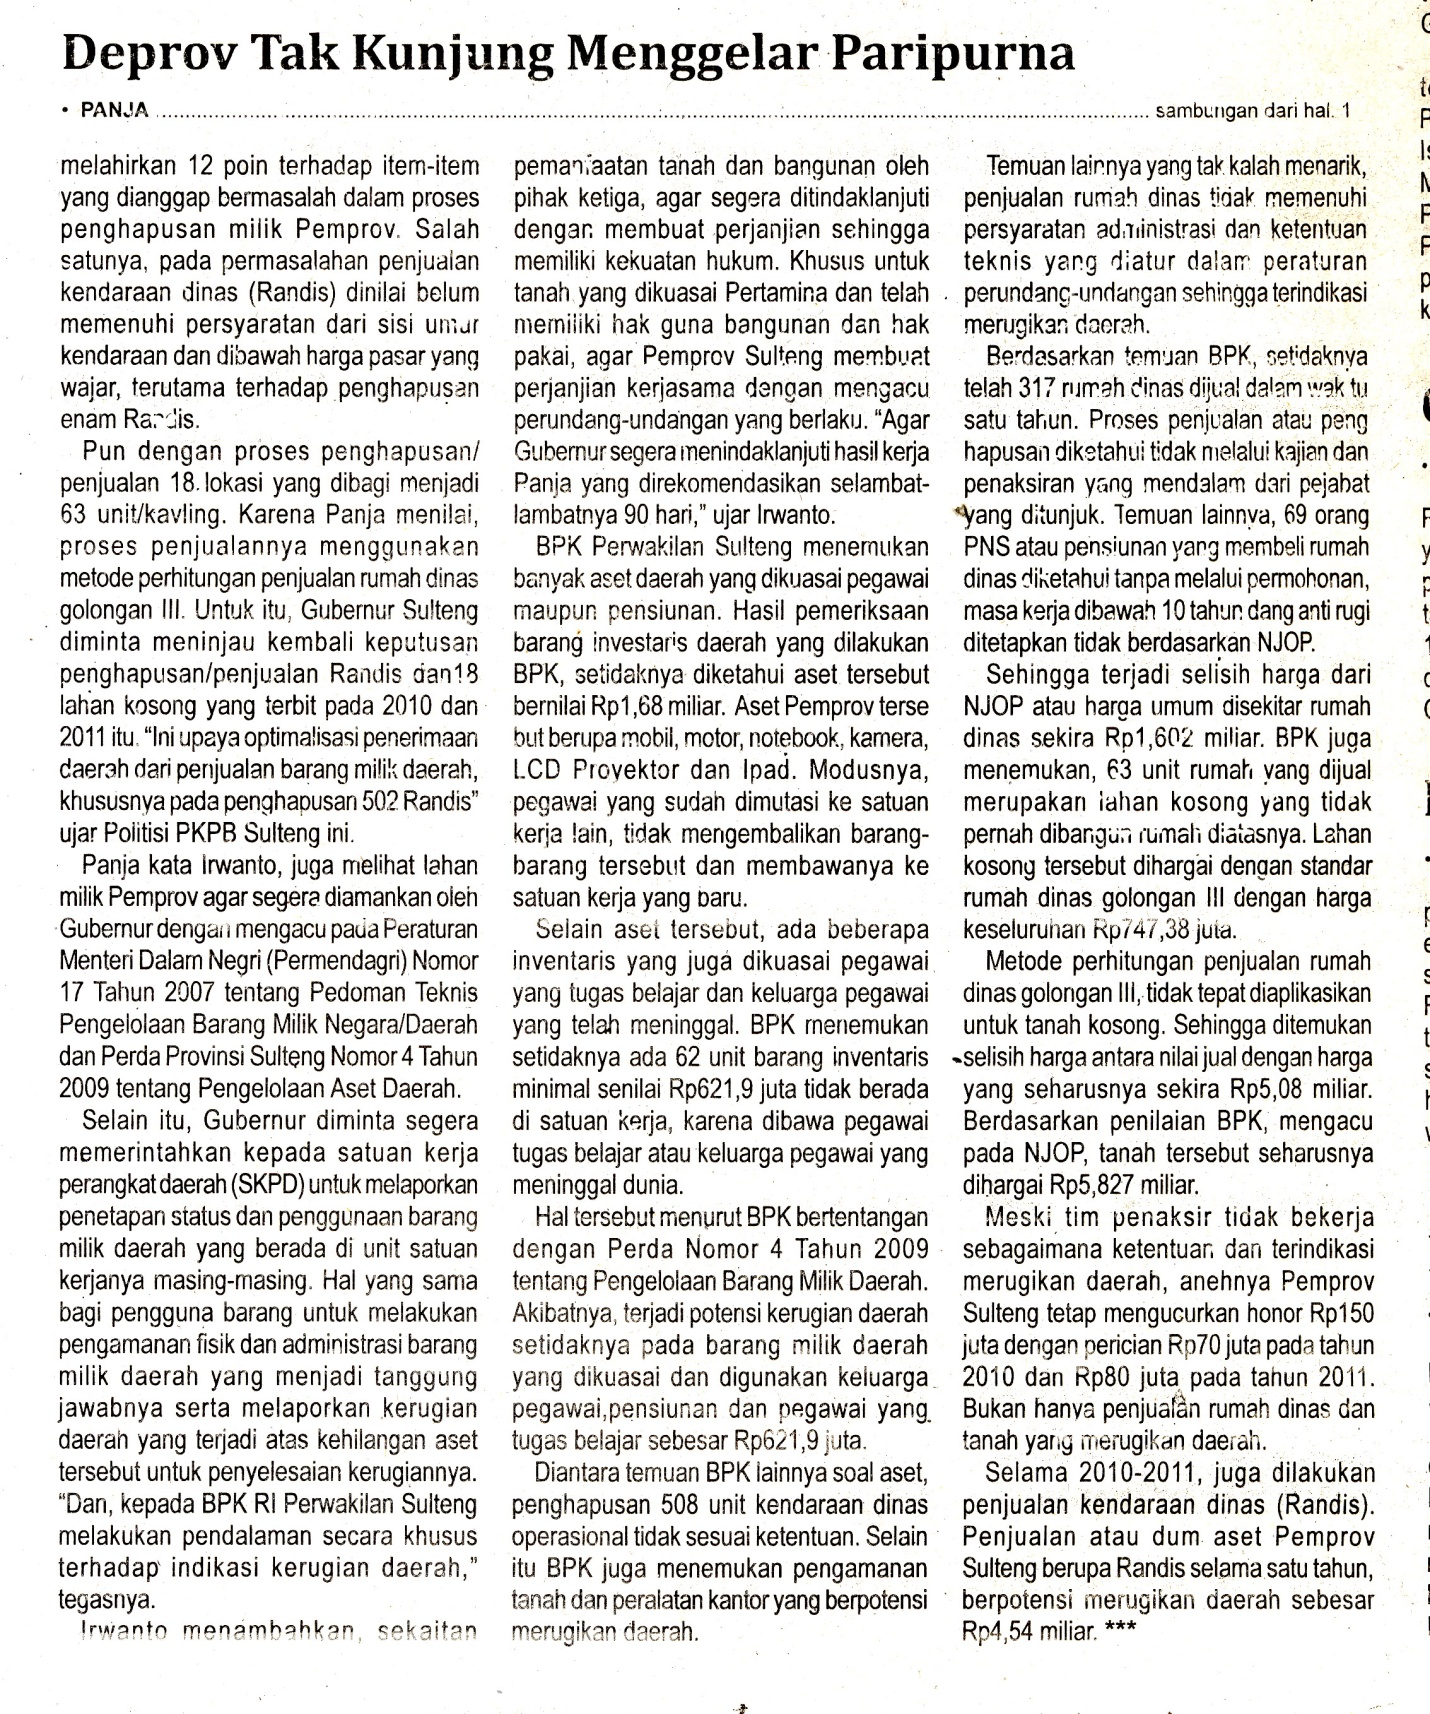 Deprov Tak Kunjung Menggelar Paripurna
• PANJA ........ sambungan dari hal. 1
melahirkan 12 poin terhadap item-item
yang dianggap bermasalah dalam proses
penghapusan milik Pemprov. Salah
satunya, pada permasalahan penjualan
kendaraan dinas (Randis) dinilai belum
memenuhi persyaratan dari sisi umur
kendaraan dan dibawah harga pasar yang
wajar, terutama terhadap penghapusan
enam Randis.
Pun dengan proses penghapusan/
penjualan 18 lokasi yang dibagi menjadi
63 unit/kavling. Karena Panja menilai,
proses penjualannya menggunakan
metode perhitungan penjualan rumah dinas
golongan III. Untuk itu, Gubernur Sulteng
diminta meninjau kembali keputusan
penghapusan/penjualan Randis dan18
lahan kosong yang terbit pada 2010 dan
2011 itu. “Ini upaya optimalisasi penerimaan
daerah dari penjualan barang milik daerah,
khususnya pada penghapusan 502 Randis”
ujar Politisi PKPB Sulteng ini.
Panja kata Irwanto, juga melihat lahan
milik Pemprov agar segera diamankan oleh
Gubernur dengan mengacu pada Peraturan
Menteri Dalam Negri (Permendagri) Nomor
17 Tahun 2007 tentang Pedoman Teknis
Pengelolaan Barang Milik Negara/Daerah
dan Perda Provinsi Sulteng Nomor 4 Tahun
2009 tentang Pengelolaan Aset Daerah.
Selain itu, Gubernur diminta segera
memerintahkan kepada satuan kerja
perangkat daerah (SKPD) untuk melaporkan
penetapan status dan penggunaan barang
milik daerah yang berada di unit satuan
kerjanya masing-masing. Hal yang sama
bagi pengguna barang untuk melakukan
pengamanan fisik dan administrasi barang
milik daerah yang menjadi tanggung
jawabnya serta melaporkan kerugian
daerah yang terjadi atas kehilangan aset
tersebut untuk penyelesaian kerugiannya.
“Dan, kepada BPK RI Perwakilan Sulteng
melakukan pendalaman secara khusus
terhadap indikasi kerugian daerah,”
tegasnya.
Irwanto menambahkan, sekaitan
pemanfaatan tanah dan bangunan oleh
pihak ketiga, agar segera ditindaklanjuti
dengan membuat perjanjian sehingga
memiliki kekuatan hukum. Khusus untuk
tanah yang dikuasai Pertamina dan telah
memiliki hak guna bangunan dan hak
pakai, agar Pemprov Sulteng membuat
perjanjian kerjasama dengan mengacu
perundang-undangan yang berlaku. “Agar
Gubernur segera menindaklanjuti hasil kerja
Panja yang direkomendasikan selambat-
lambatnya 90 hari,” ujar Irwanto.
BPK Perwakilan Sulteng menemukan
banyak aset daerah yang dikuasai pegawai
maupun pensiunan. Hasil pemeriksaan
barang investaris daerah yang dilakukan
BPK, setidaknya diketahui aset tersebut
bernilai Rp1,68 miliar. Aset Pemprov terse
but berupa mobil, motor, notebook, kamera,
LCD Proyektor dan Ipad. Modusnya,
pegawai yang sudah dimutasi ke satuan
kerja lain, tidak mengembalikan barang-
barang tersebut dan membawanya ke
satuan kerja yang baru.
Selain aset tersebut, ada beberapa
inventaris yang juga dikuasai pegawai
yang tugas belajar dan keluarga pegawai
yang telah meninggal. BPK menemukan
setidaknya ada 62 unit barang inventaris
minimal senilai Rp621,9 juta tidak berada
di satuan kerja, karena dibawa pegawai
tugas belajar atau keluarga pegawai yang
meninggal dunia.
Hal tersebut menurut BPK bertentangan
dengan Perda Nomor 4 Tahun 2009
tentang Pengelolaan Barang Milik Daerah.
Akibatnya, terjadi potensi kerugian daerah
setidaknya pada barang milik daerah
yang dikuasai dan digunakan keluarga
pegawai,pensiunan dan pegawai yang
tugas belajar sebesar Rp621,9 juta.
Diantara temuan BPK lainnya soal aset,
penghapusan 508 unit kendaraan dinas
operasional tidak sesuai ketentuan. Selain
itu BPK juga menemukan pengamanan
tanah dan peralatan kantor yang berpotensi
merugikan daerah.
Temuan lainnya yang tak kalah menarik,
penjualan rumah dinas tidak memenuhi
persyaratan administrasi dan ketentuan
teknis yang diatur dalam peraturan
perundang-undangan sehingga terindikasi
merugikan daerah.
Berdasarkan temuan BPK, setidaknya
telah 317 rumah dinas dijual dalam wak tu
satu tahun. Proses penjualan atau peng
hapusan diketahui tidak melalui kajian dan
penaksiran yang mendalam dari pejabat
yang ditunjuk. Temuan lainnya, 69 orang
PNS atau pensiunan yang membeli rumah
dinas diketahui tanpa melalui permohonan,
masa kerja dibawah 10 tahun dang anti rugi
ditetapkan tidak berdasarkan NJOP.
Sehingga terjadi selisih harga dari
NJOP atau harga umum disekitar rumah
dinas sekira Rp1,602 miliar. BPK juga
menemukan, 63 unit rumah yang dijual
merupakan lahan kosong yang tidak
pernah dibangun rumah diatasnya. Lahan
kosong tersebut dihargai dengan standar
rumah dinas golongan III dengan harga
keseluruhan Rp747,38 juta.
Metode perhitungan penjualan rumah
dinas golongan III, tidak tepat diaplikasikan
untuk tanah kosong. Sehingga ditemukan
selisih harga antara nilai jual dengan harga
yang seharusnya sekira Rp5,08 miliar.
Berdasarkan penilaian BPK, mengacu
pada NJOP, tanah tersebut seharusnya
dihargai Rp5,827 miliar.
Meski tim penaksir tidak bekerja
sebagaimana ketentuan dan terindikasi
merugikan daerah, anehnya Pemprov
Sulteng tetap mengucurkan honor Rp150
juta dengan perician Rp70 juta pada tahun
2010 dan Rp80 juta pada tahun 2011.
Bukan hanya penjualan rumah dinas dan
tanah yang merugikan daerah.
Selama 2010-2011, juga dilakukan
penjualan kendaraan dinas (Randis).
Penjualan atau dum aset Pemprov
Sulteng berupa Randis selama satu tahun,
berpotensi merugikan daerah sebesar
Rp4,54 miliar. ***